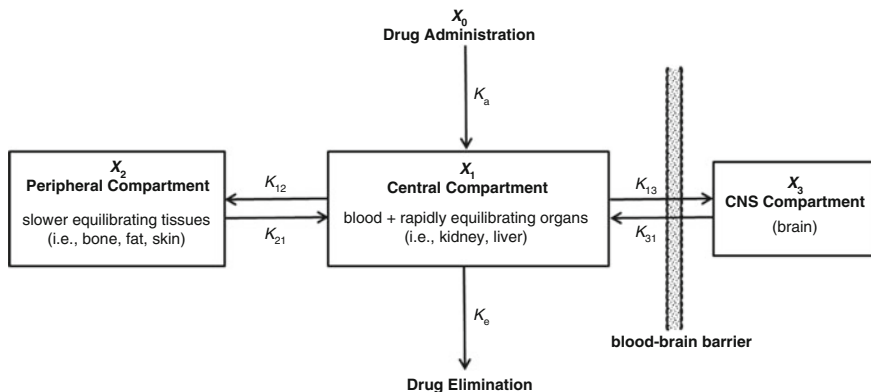 X0
Drug Administration
Ka
X2
Peripheral Compartment
slower equilibrating tissues
(i.e., bone, fat, skin)
K12
K21
X1
Central Compartment
blood + rapidly equilibrating organs
(i.e., kidney, liver)
K13
K31
X3
CNS Compartment
(brain)
Ke
blood-brain barrier
Drug Elimination